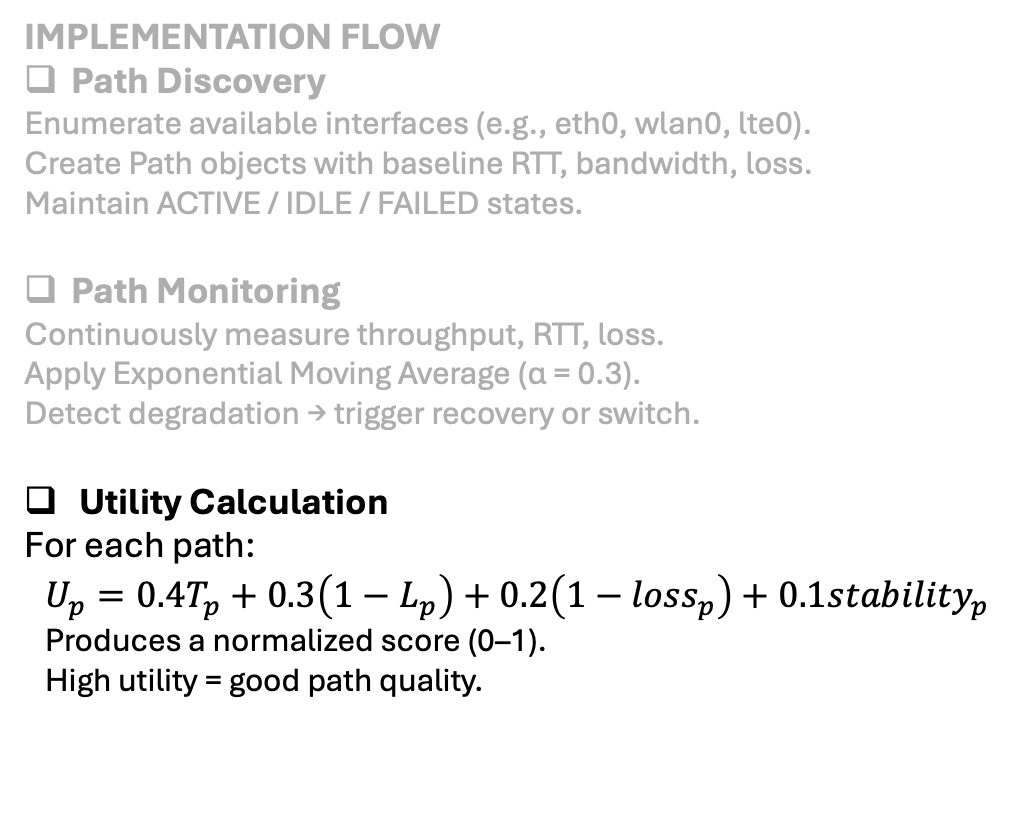 IMPLEMENTATION FLOW
❑ Path Discovery
Enumerate available interfaces (e.g., eth0, wlan0, lte0).
Create Path objects with baseline RTT, bandwidth, loss.
Maintain ACTIVE / IDLE / FAILED states.
❑ Path Monitoring
Continuously measure throughput, RTT, loss.
Apply Exponential Moving Average (α = 0.3).
Detect degradation → trigger recovery or switch.
❑ Utility Calculation
For each path:
U_p = 0.4T_p + 0.3(1 − L_p) + 0.2(1 − loss_p) + 0.1stability_p
Produces a normalized score (0–1).
High utility = good path quality.